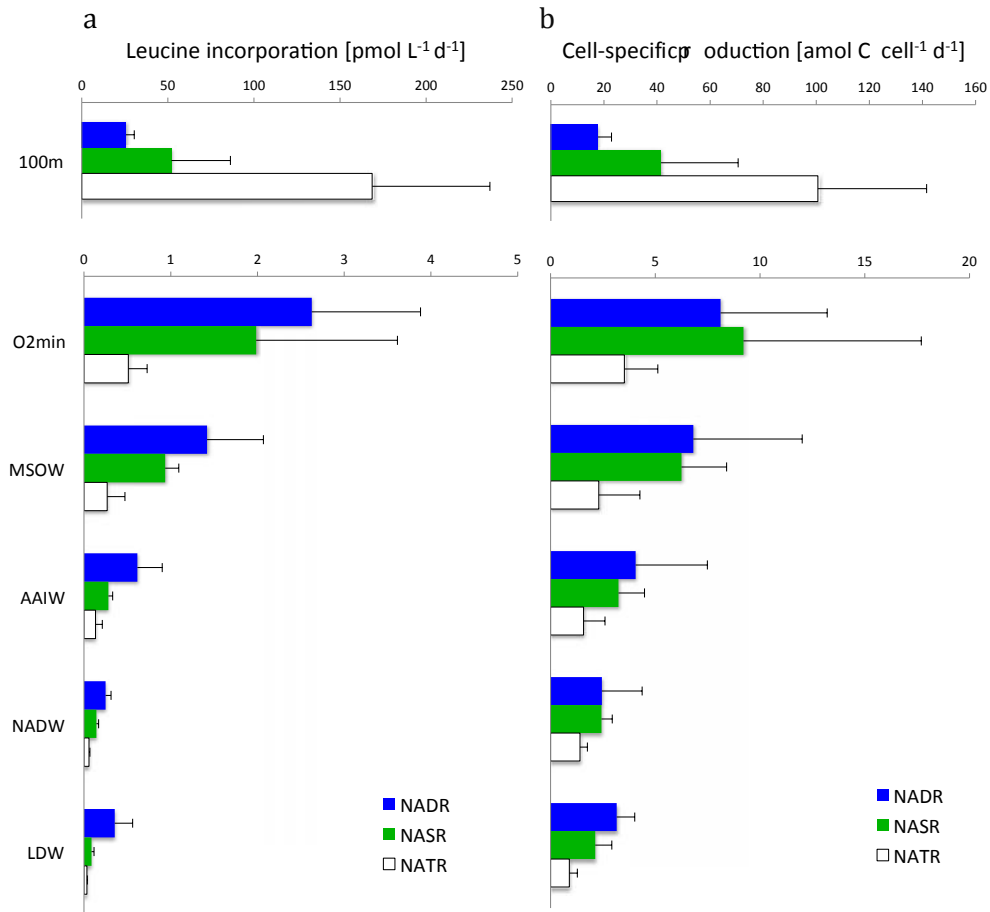 a
b
Leucine incorporation [pmol L-1 d-1]
Cell-specificp oduction [amol C cell-1 d-1]
0 50 100 150 200 250
0 20 40 60 80 100 120 140 160
100m
0 1 2 3 4 5
0 5 10 15 20
O2min
MSOW
AAIW
NADW
LDW
NADR
NASR
NATR
NADR
NASR
NATR